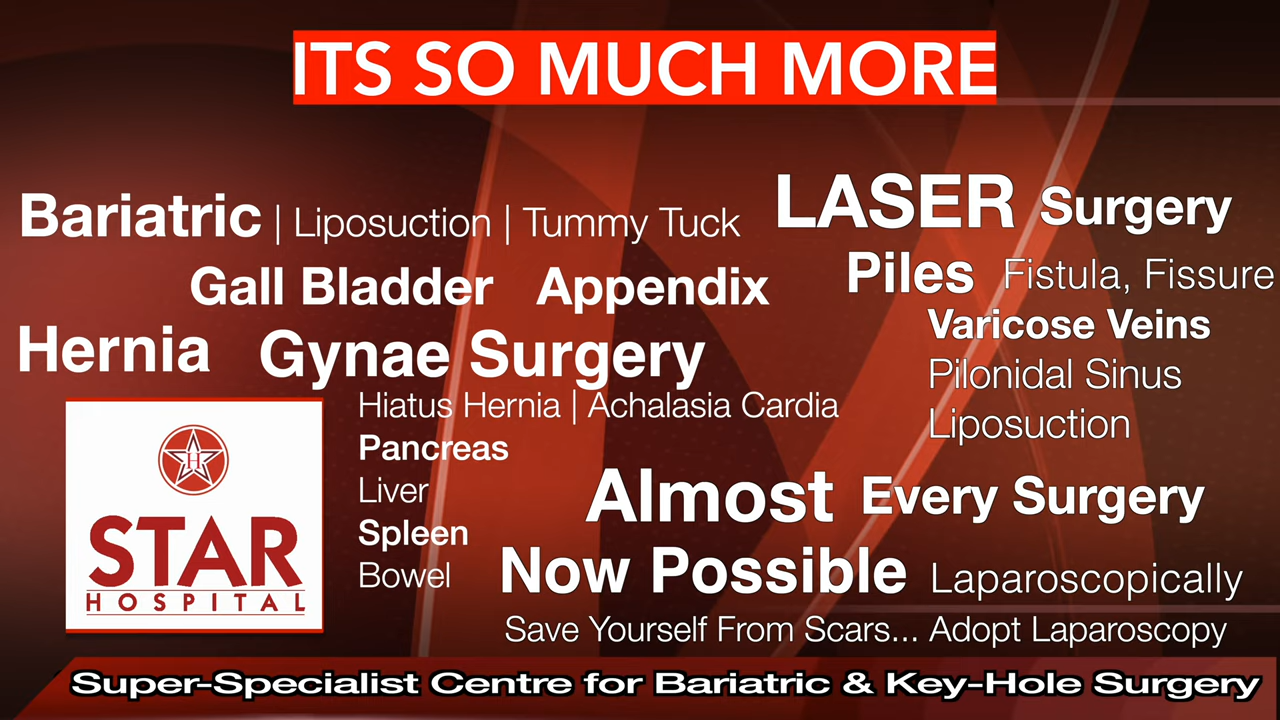 ITS SO MUCH MORE
Bariatric | Liposuction | Tummy Tuck
Gall Bladder Appendix
Hernia Gynae Surgery
Hiatus Hernia | Achalasia Cardia
Pancreas
Liver
Spleen
Bowel
LASER Surgery
Piles Fistula, Fissure
Varicose Veins
Pilonidal Sinus
Liposuction
Almost Every Surgery
Now Possible Laparoscopically
Save Yourself From Scars... Adopt Laparoscopy
H
STAR
HOSPITAL
Super-Specialist Centre for Bariatric & Key-Hole Surgery